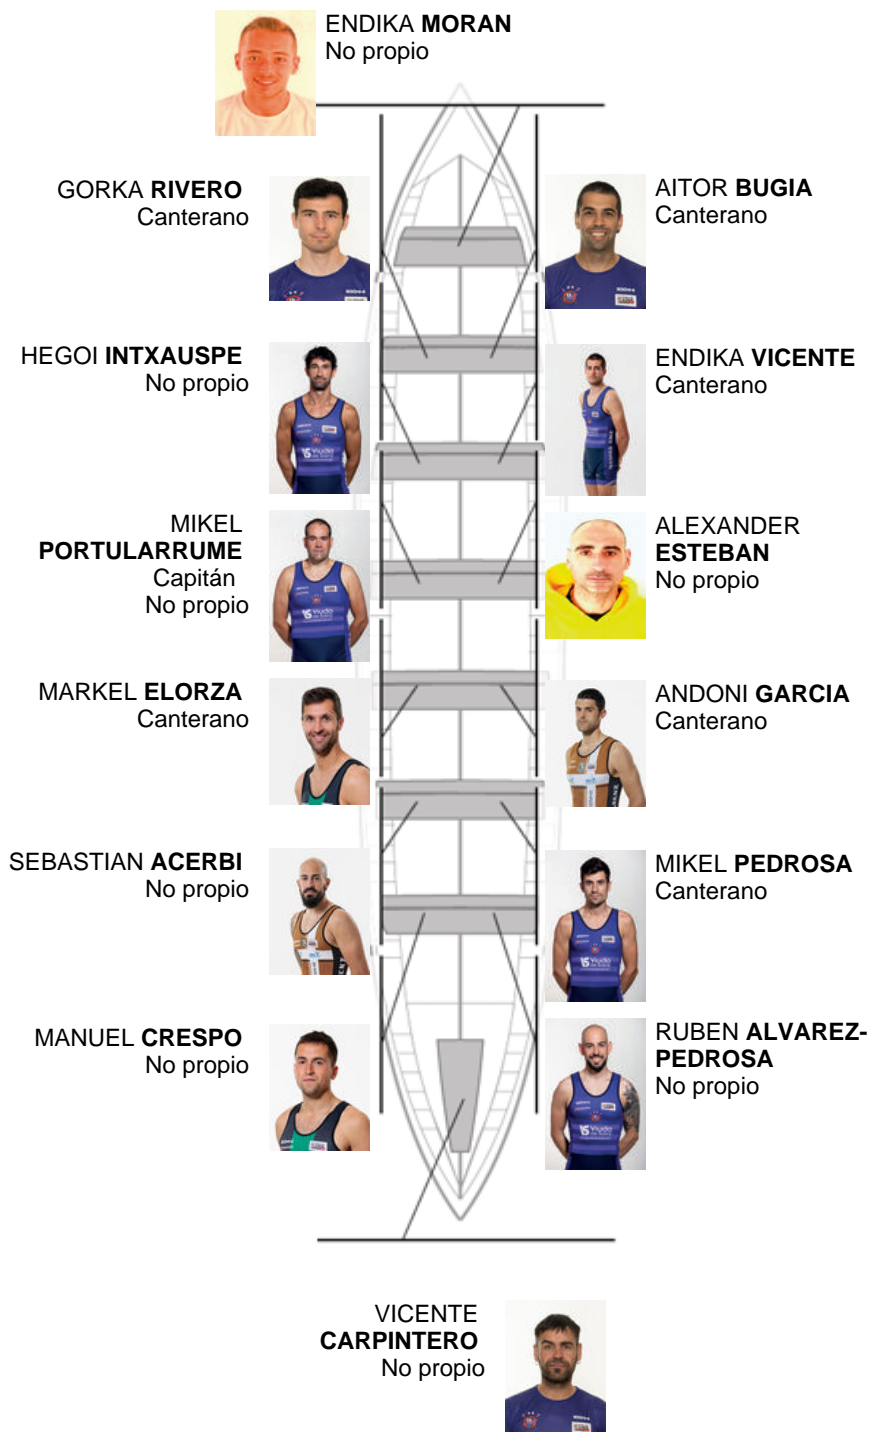 ENDIKA MORAN
No propio
GORKA RIVERO
Canterano
AITOR BUGIA
Canterano
HEGOI INTXAUSPE
No propio
ENDIKA VICENTE
Canterano
MIKEL
PORTULARRUME
Capitán
No propio
ALEXANDER
ESTEBAN
No propio
MARKEL ELORZA
Canterano
ANDONI GARCIA
Canterano
SEBASTIAN ACERBI
No propio
MIKEL PEDROSA
Canterano
MANUEL CRESPO
No propio
RUBEN ALVAREZ-
PEDROSA
No propio
VICENTE
CARPINTERO
No propio